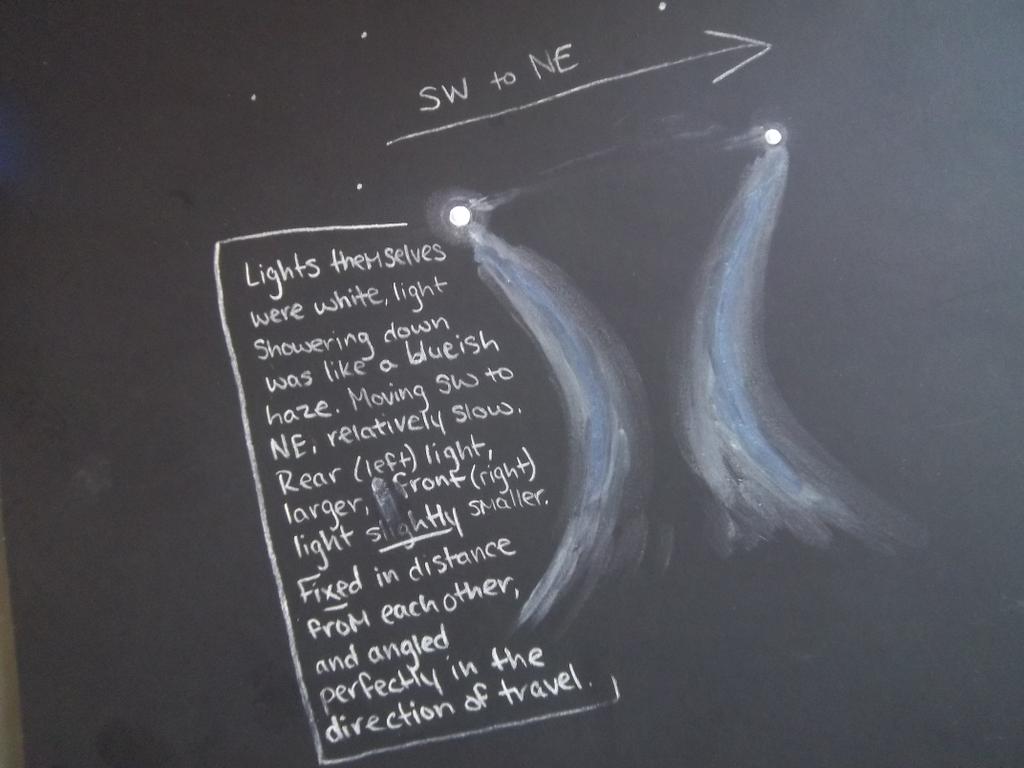 SW to NE
Lights themselves
were white, light
showering down
was like a blueish
haze. Moving SW to
NE, relatively slow.
Rear (left) light,
larger, front (right)
light slightly smaller.
Fixed in distance
from each other,
and angled
perfectly in the
direction of travel.